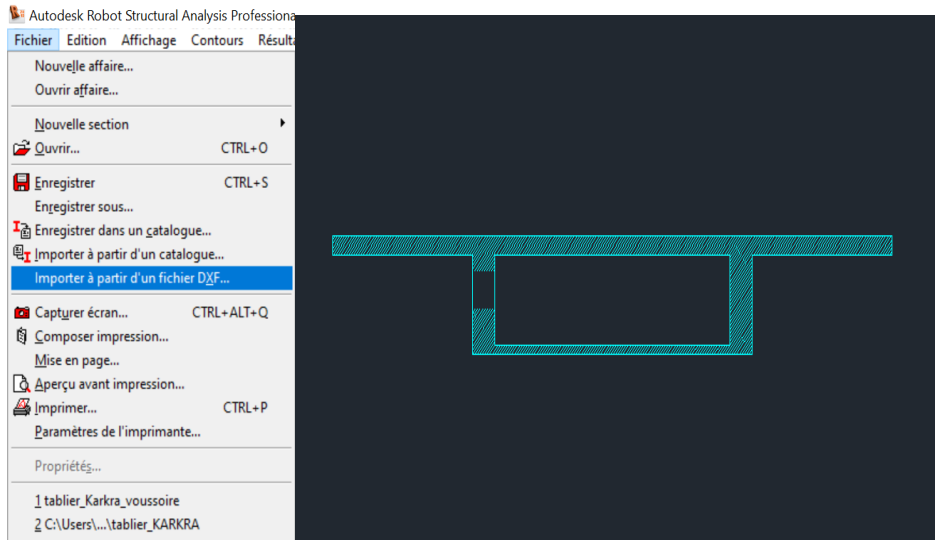 Autodesk Robot Structural Analysis Professiona
Fichier Edition Affichage Contours Résulta
Nouvelle affaire...
Ouvrir affaire...
Nouvelle section
Ouvrir... CTRL+O
Enregistrer CTRL+S
Enregistrer sous...
Enregistrer dans un catalogue...
Importer à partir d'un catalogue...
Importer à partir d'un fichier DXF...
Capturer écran... CTRL+ALT+Q
Composer impression...
Mise en page...
Aperçu avant impression...
Imprimer... CTRL+P
Paramètres de l'imprimante...
Propriétés...
1 tablier_Karkra_voussoire
2 C:\Users\...\tablier_KARKRA